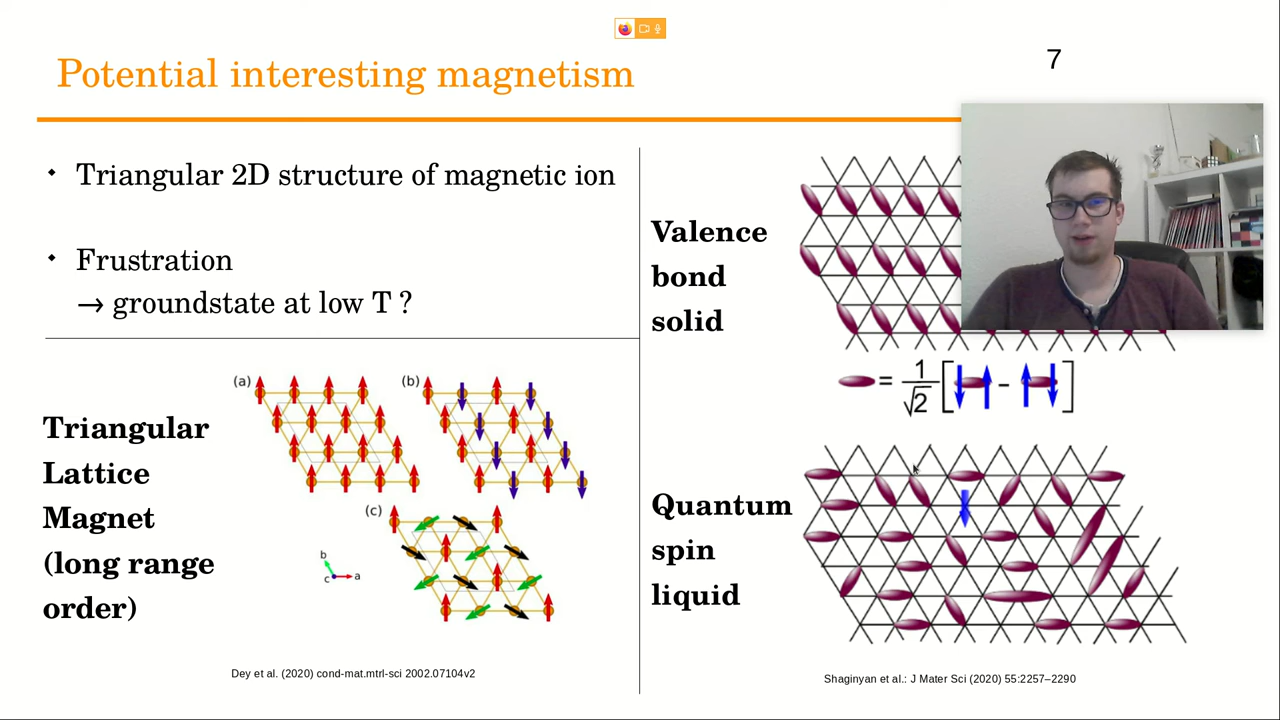 7
Potential interesting magnetism
• Triangular 2D structure of magnetic ion
• Frustration
→ groundstate at low T ?
Triangular
Lattice
Magnet
(long range
order)
(a)
(b)
(c)
b
c
a
Dey et al. (2020) cond-mat.mtrl-sci 2002.07104v2
Valence
bond
solid
= 1/√2 [ - ]
Quantum
spin
liquid
Shaginyan et al.: J Mater Sci (2020) 55:2257–2290